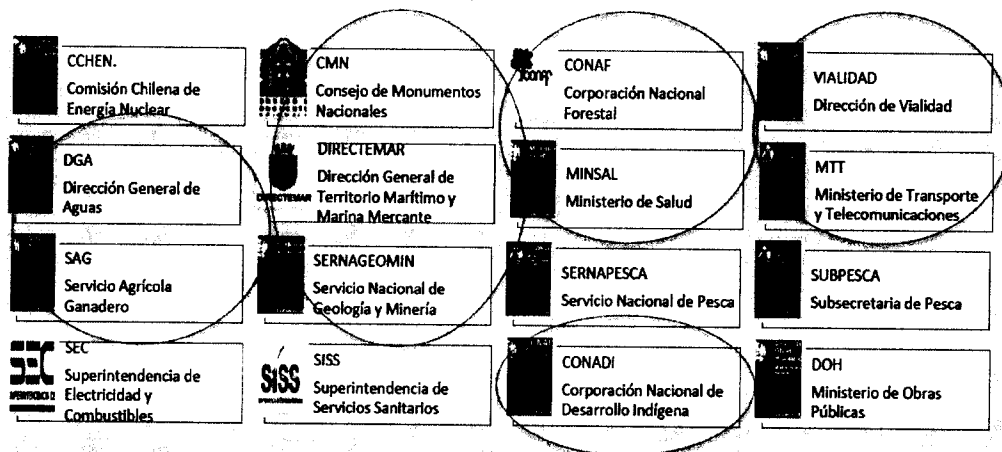 CCHEN.
Comisión Chilena de
Energía Nuclear
CMN
Consejo de Monumentos
Nacionales
CONAF
Corporación Nacional
Forestal
VIALIDAD
Dirección de Vialidad
DGA
Dirección General de
Aguas
DIRECTEMAR
DIRECTEMAR
Dirección General de
Territorio Marítimo y
Marina Mercante
MINSAL
Ministerio de Salud
MTT
Ministerio de Transporte
y Telecomunicaciones
SAG
Servicio Agrícola
Ganadero
SERNAGEOMIN
Servicio Nacional de
Geología y Minería
SERNAPESCA
Servicio Nacional de Pesca
SUBPESCA
Subsecretaria de Pesca
SEC
SEC
Superintendencia de
Electricidad y
Combustibles
SISS
SISS
Superintendencia de
Servicios Sanitarios
CONADI
Corporación Nacional de
Desarrollo Indígena
DOH
Ministerio de Obras
Públicas